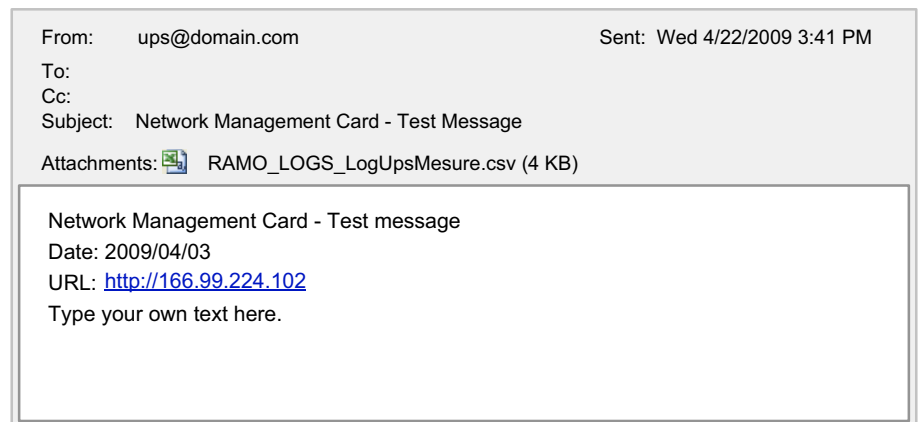 From: ups@domain.com Sent: Wed 4/22/2009 3:41 PM
To:
Cc:
Subject: Network Management Card - Test Message
Attachments: RAMO_LOGS_LogUpsMesure.csv (4 KB)
Network Management Card - Test message
Date: 2009/04/03
URL: http://166.99.224.102
Type your own text here.